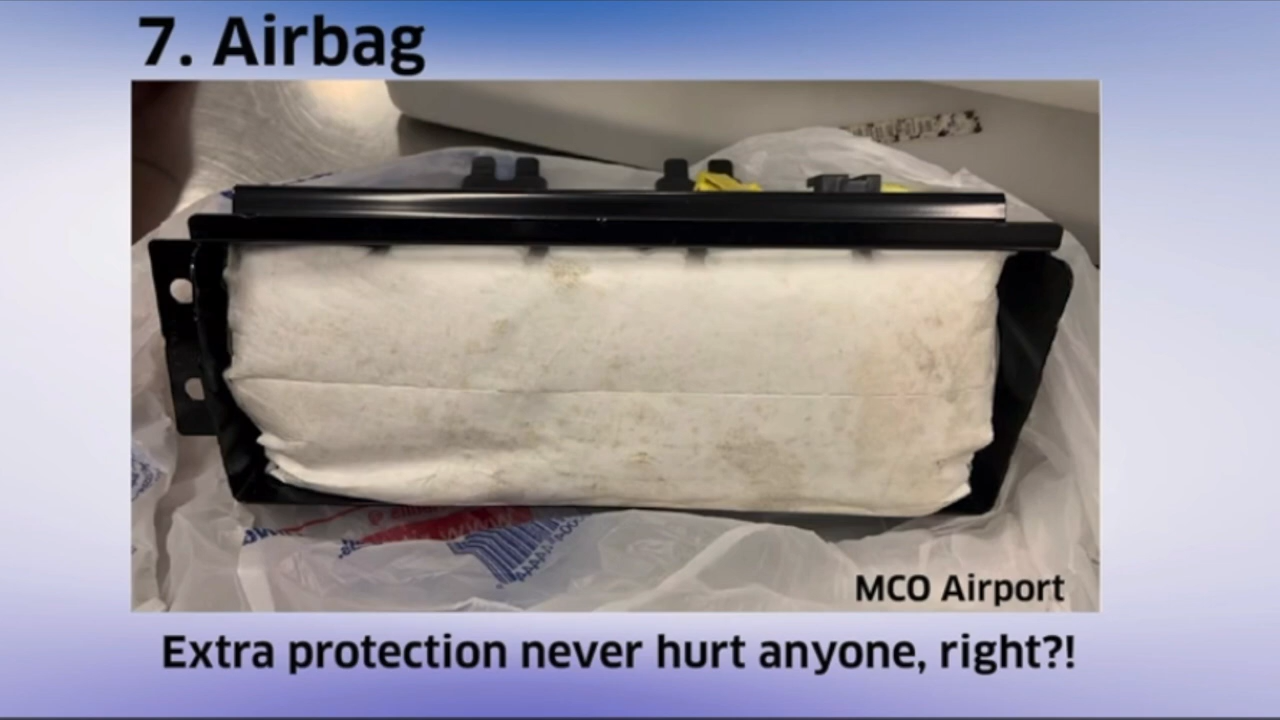 7. Airbag
MCO Airport
Extra protection never hurt anyone, right?!